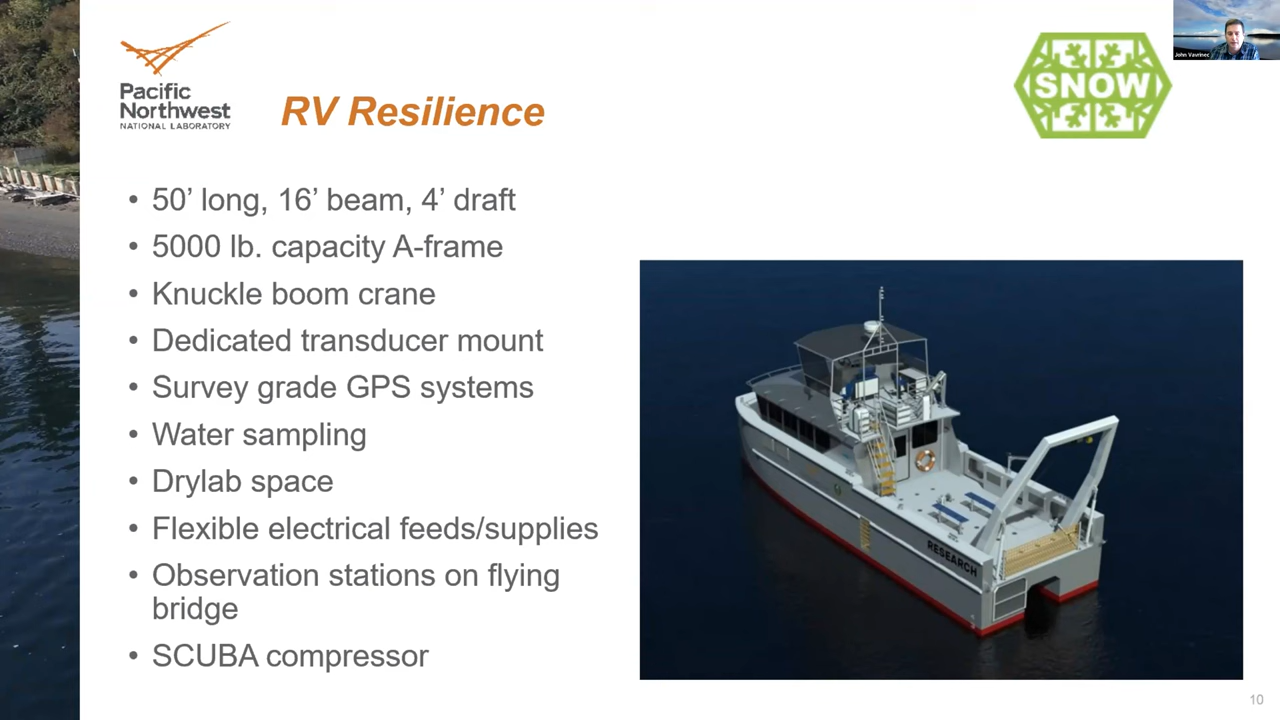 Pacific
Northwest
NATIONAL LABORATORY
RV Resilience
SNOW
John Vavrinec
• 50’ long, 16’ beam, 4’ draft
• 5000 lb. capacity A-frame
• Knuckle boom crane
• Dedicated transducer mount
• Survey grade GPS systems
• Water sampling
• Drylab space
• Flexible electrical feeds/supplies
• Observation stations on flying
bridge
• SCUBA compressor
RESEARCH
10